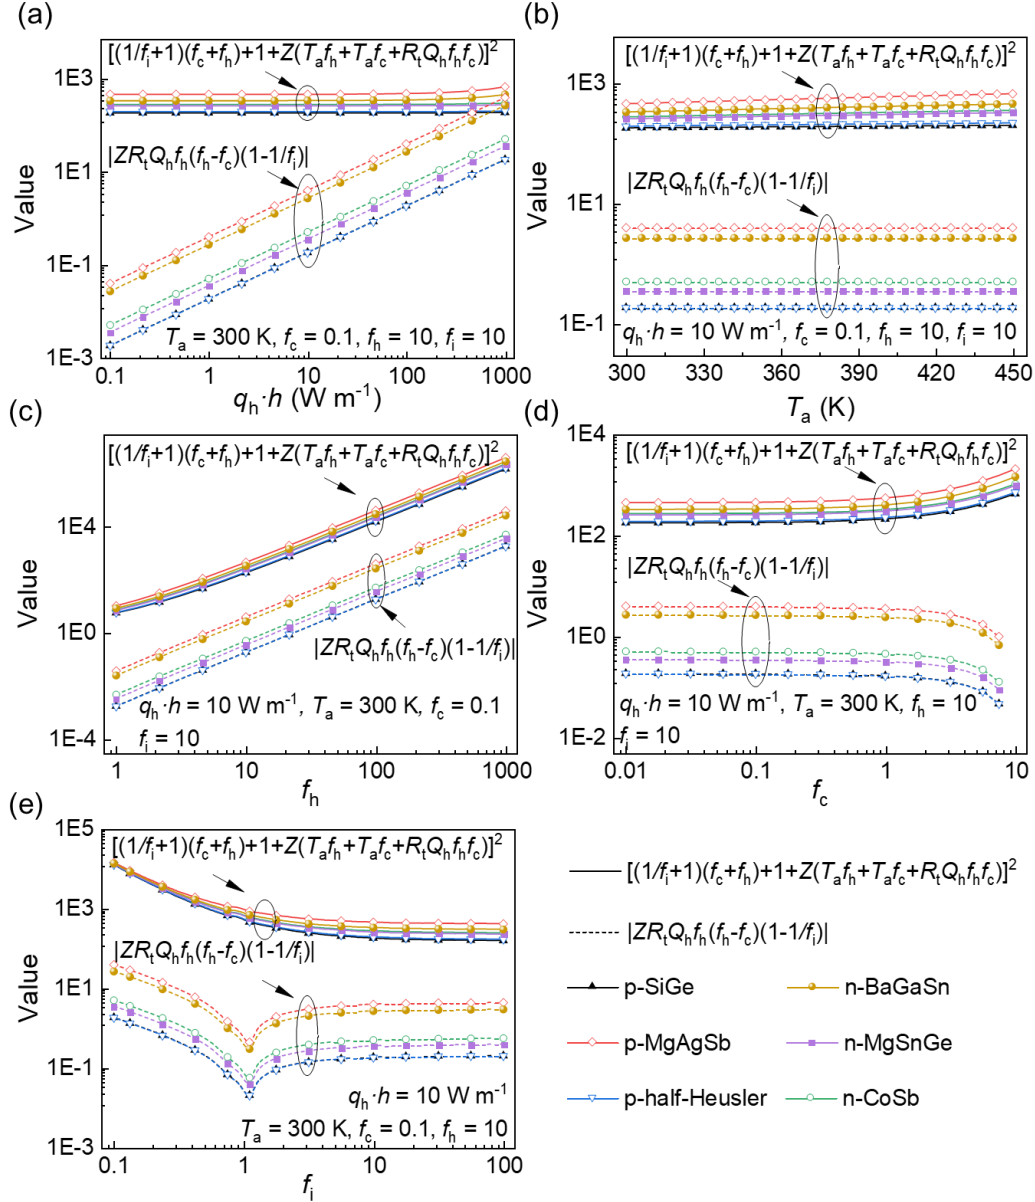 (a)
[(1/fi+1)(fc+fh)+1+Z(Tafh+Tafc+RtQhfhfc)]²
1E3
1E1
1E-1
1E-3
Value
|ZRtQhfh(fh-fc)(1-1/fi)|
Ta = 300 K, fc = 0.1, fh = 10, fi = 10
0.1 1 10 100 1000
qh·h (W m⁻¹)
(b)
[(1/fi+1)(fc+fh)+1+Z(Tafh+Tafc+RtQhfhfc)]²
1E3
1E1
1E-1
Value
|ZRtQhfh(fh-fc)(1-1/fi)|
qh·h = 10 W m⁻¹, fc = 0.1, fh = 10, fi = 10
300 330 360 390 420 450
Ta (K)
(c)
[(1/fi+1)(fc+fh)+1+Z(Tafh+Tafc+RtQhfhfc)]²
1E4
1E0
1E-4
Value
|ZRtQhfh(fh-fc)(1-1/fi)|
qh·h = 10 W m⁻¹, Ta = 300 K, fc = 0.1
fi = 10
1 10 100 1000
fh
(d)
[(1/fi+1)(fc+fh)+1+Z(Tafh+Tafc+RtQhfhfc)]²
1E4
1E2
1E0
1E-2
Value
|ZRtQhfh(fh-fc)(1-1/fi)|
qh·h = 10 W m⁻¹, Ta = 300 K, fh = 10
fi = 10
0.01 0.1 1 10
fc
(e)
[(1/fi+1)(fc+fh)+1+Z(Tafh+Tafc+RtQhfhfc)]²
1E5
1E3
1E1
1E-1
1E-3
Value
|ZRtQhfh(fh-fc)(1-1/fi)|
qh·h = 10 W m⁻¹
Ta = 300 K, fc = 0.1, fh = 10
0.1 1 10 100
fi
[(1/fi+1)(fc+fh)+1+Z(Tafh+Tafc+RtQhfhfc)]²
|ZRtQhfh(fh-fc)(1-1/fi)|
p-SiGe
n-BaGaSn
p-MgAgSb
n-MgSnGe
p-half-Heusler
n-CoSb